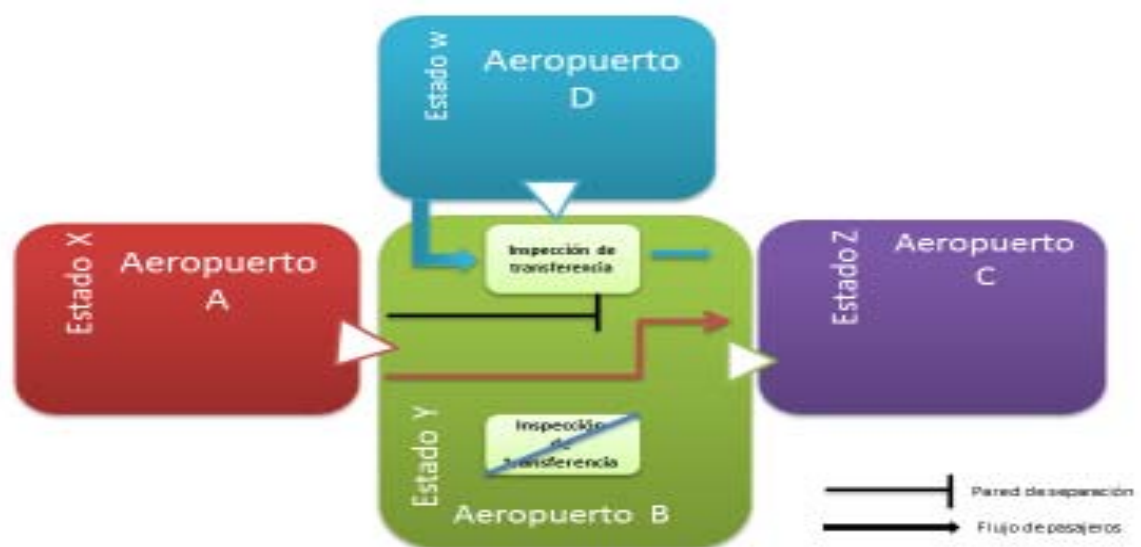 Estado w
Aeropuerto
D
Estado X
Aeropuerto
A
Inspección de
transferencia
Estado Z
Aeropuerto
C
Estado Y
Inspección
de
transferencia
Aeropuerto B
Pared de separación
Flujo de pasajeros